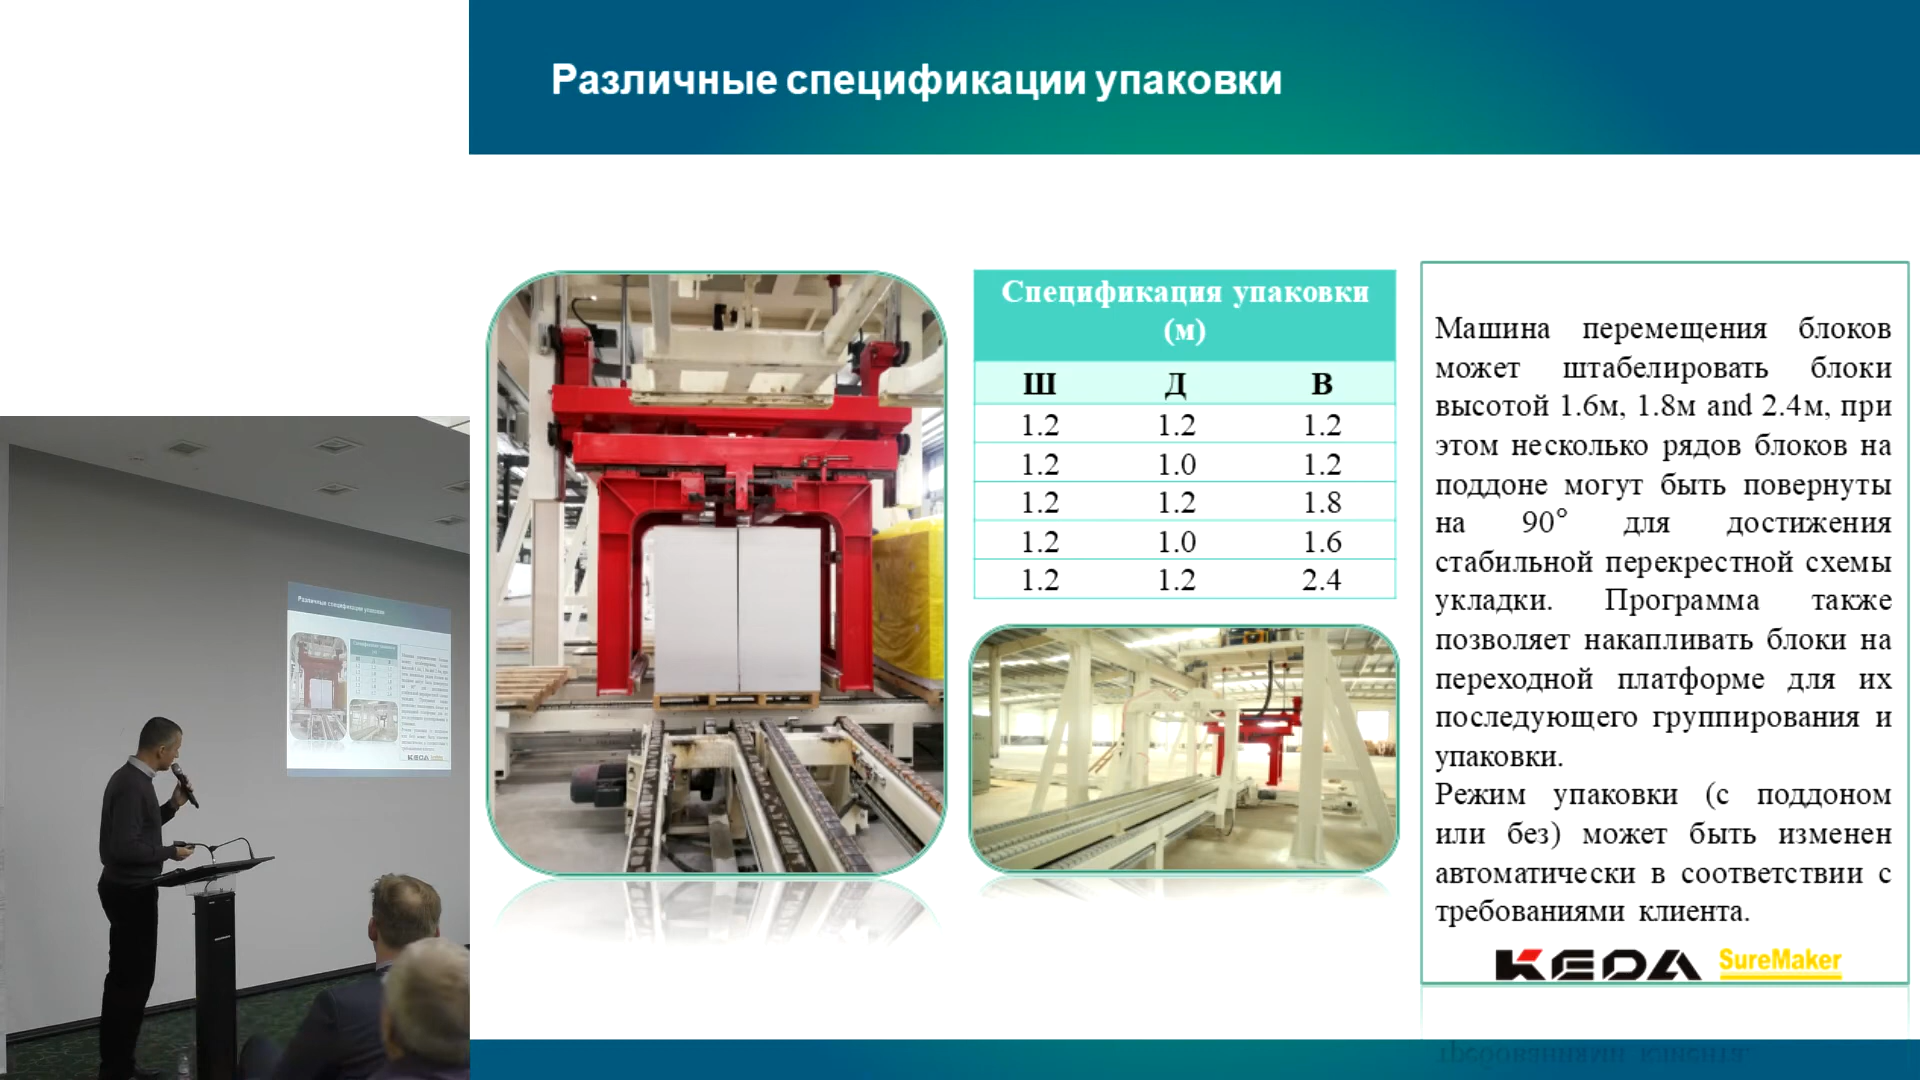 Различные спецификации упаковки
Спецификация упаковки
(м)
Ш Д В
1.2 1.2 1.2
1.2 1.0 1.2
1.2 1.2 1.8
1.2 1.0 1.6
1.2 1.2 2.4
Машина перемещения блоков
может штабелировать блоки
высотой 1.6м, 1.8м and 2.4м, при
этом несколько рядов блоков на
поддоне могут быть повернуты
на 90° для достижения
стабильной перекрестной схемы
укладки. Программа также
позволяет накапливать блоки на
переходной платформе для их
последующего группирования и
упаковки.
Режим упаковки (с поддоном
или без) может быть изменен
автоматически в соответствии с
требованиями клиента.
KEDA SureMaker
Различные спецификации упаковки
KEDA